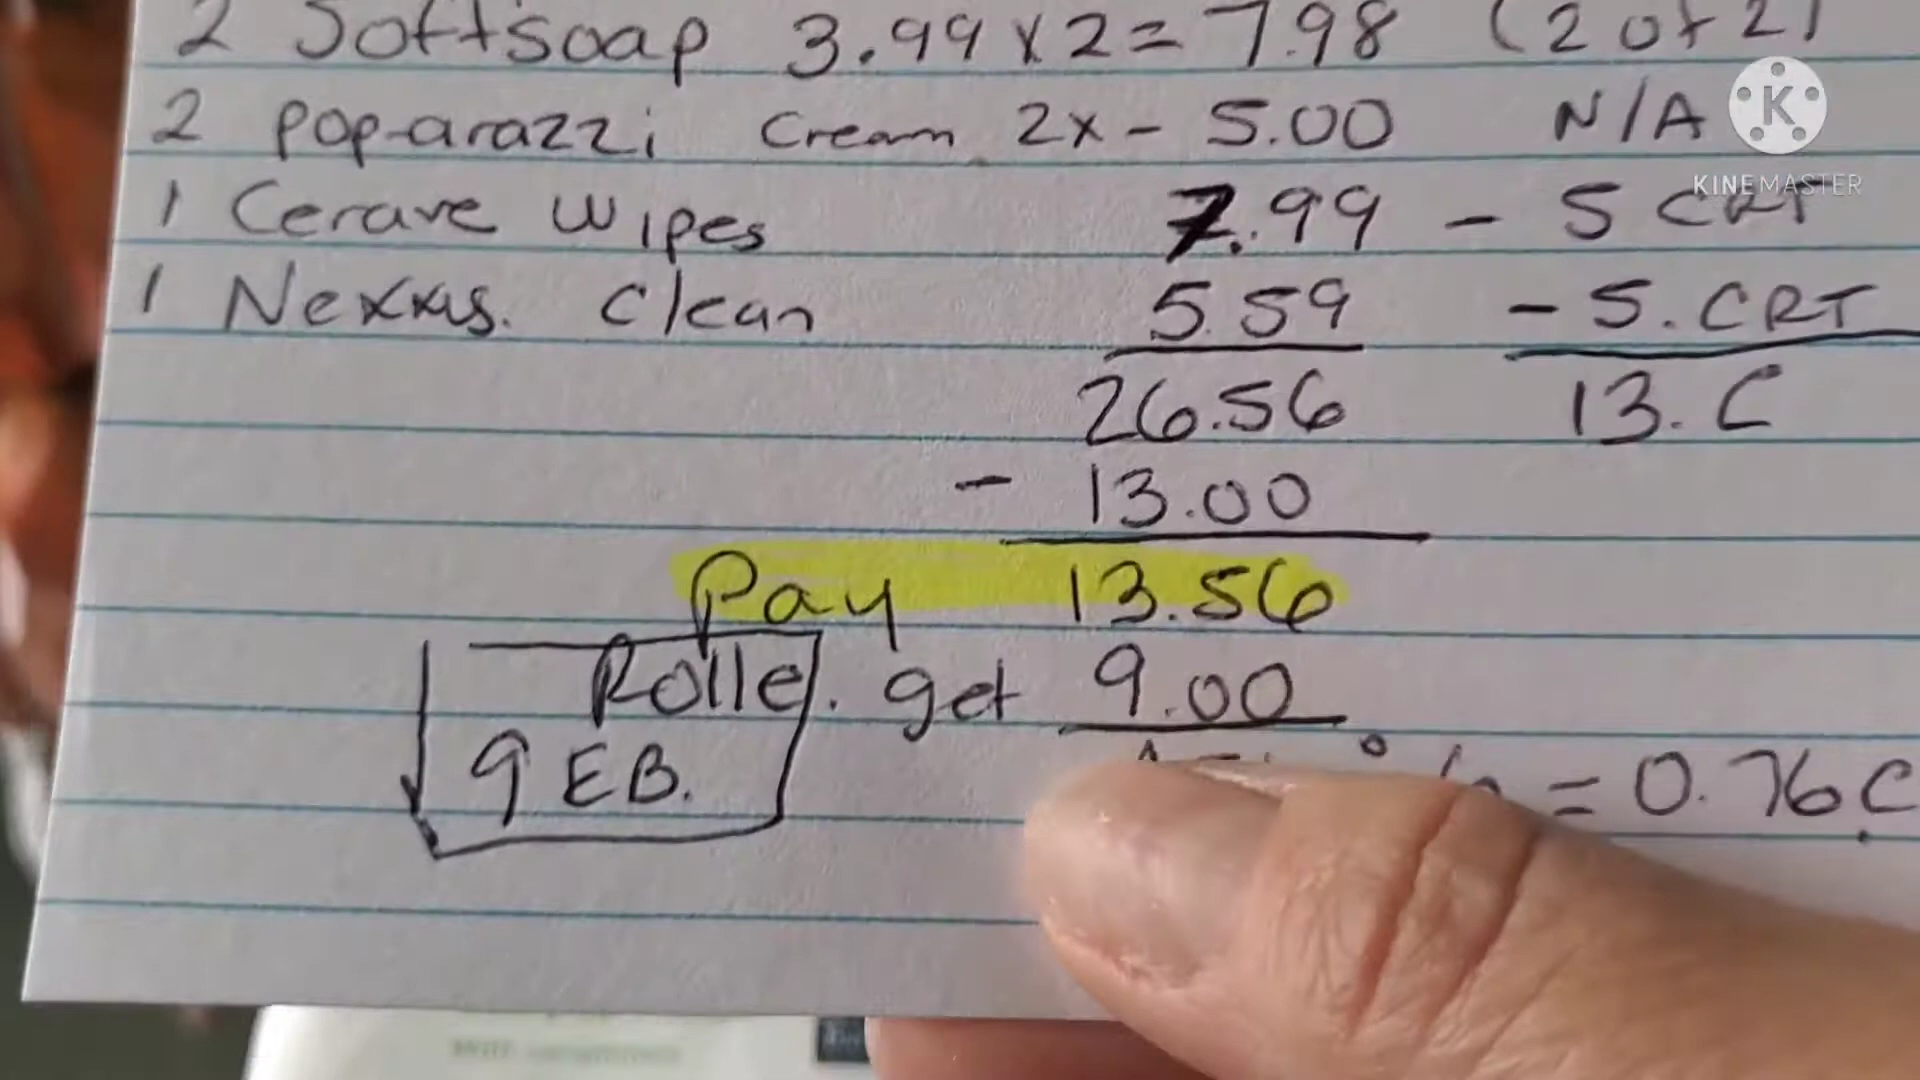 2 Softsoap 3.99 x 2 = 7.98 (2 of 2)
2 pop-arazzi cream 2x - 5.00 N/A
K
KINEMASTER
1 Cerave wipes 7.99 - 5 CRT
1 Nexxus. Clean 5.59 - 5. CRT
26.56 13. C
- 13.00
Pay 13.56
Rolle. get 9.00
9 EB. = 0.76 C